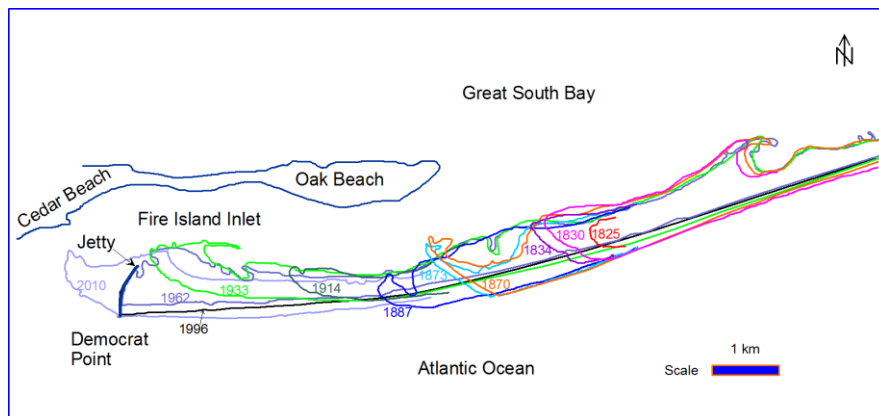 N
Great South Bay
Cedar Beach
Oak Beach
Fire Island Inlet
Jetty
1830
1825
1834
1873
1870
2010
1962
1933
1914
1887
1996
Democrat
Point
Atlantic Ocean
1 km
Scale